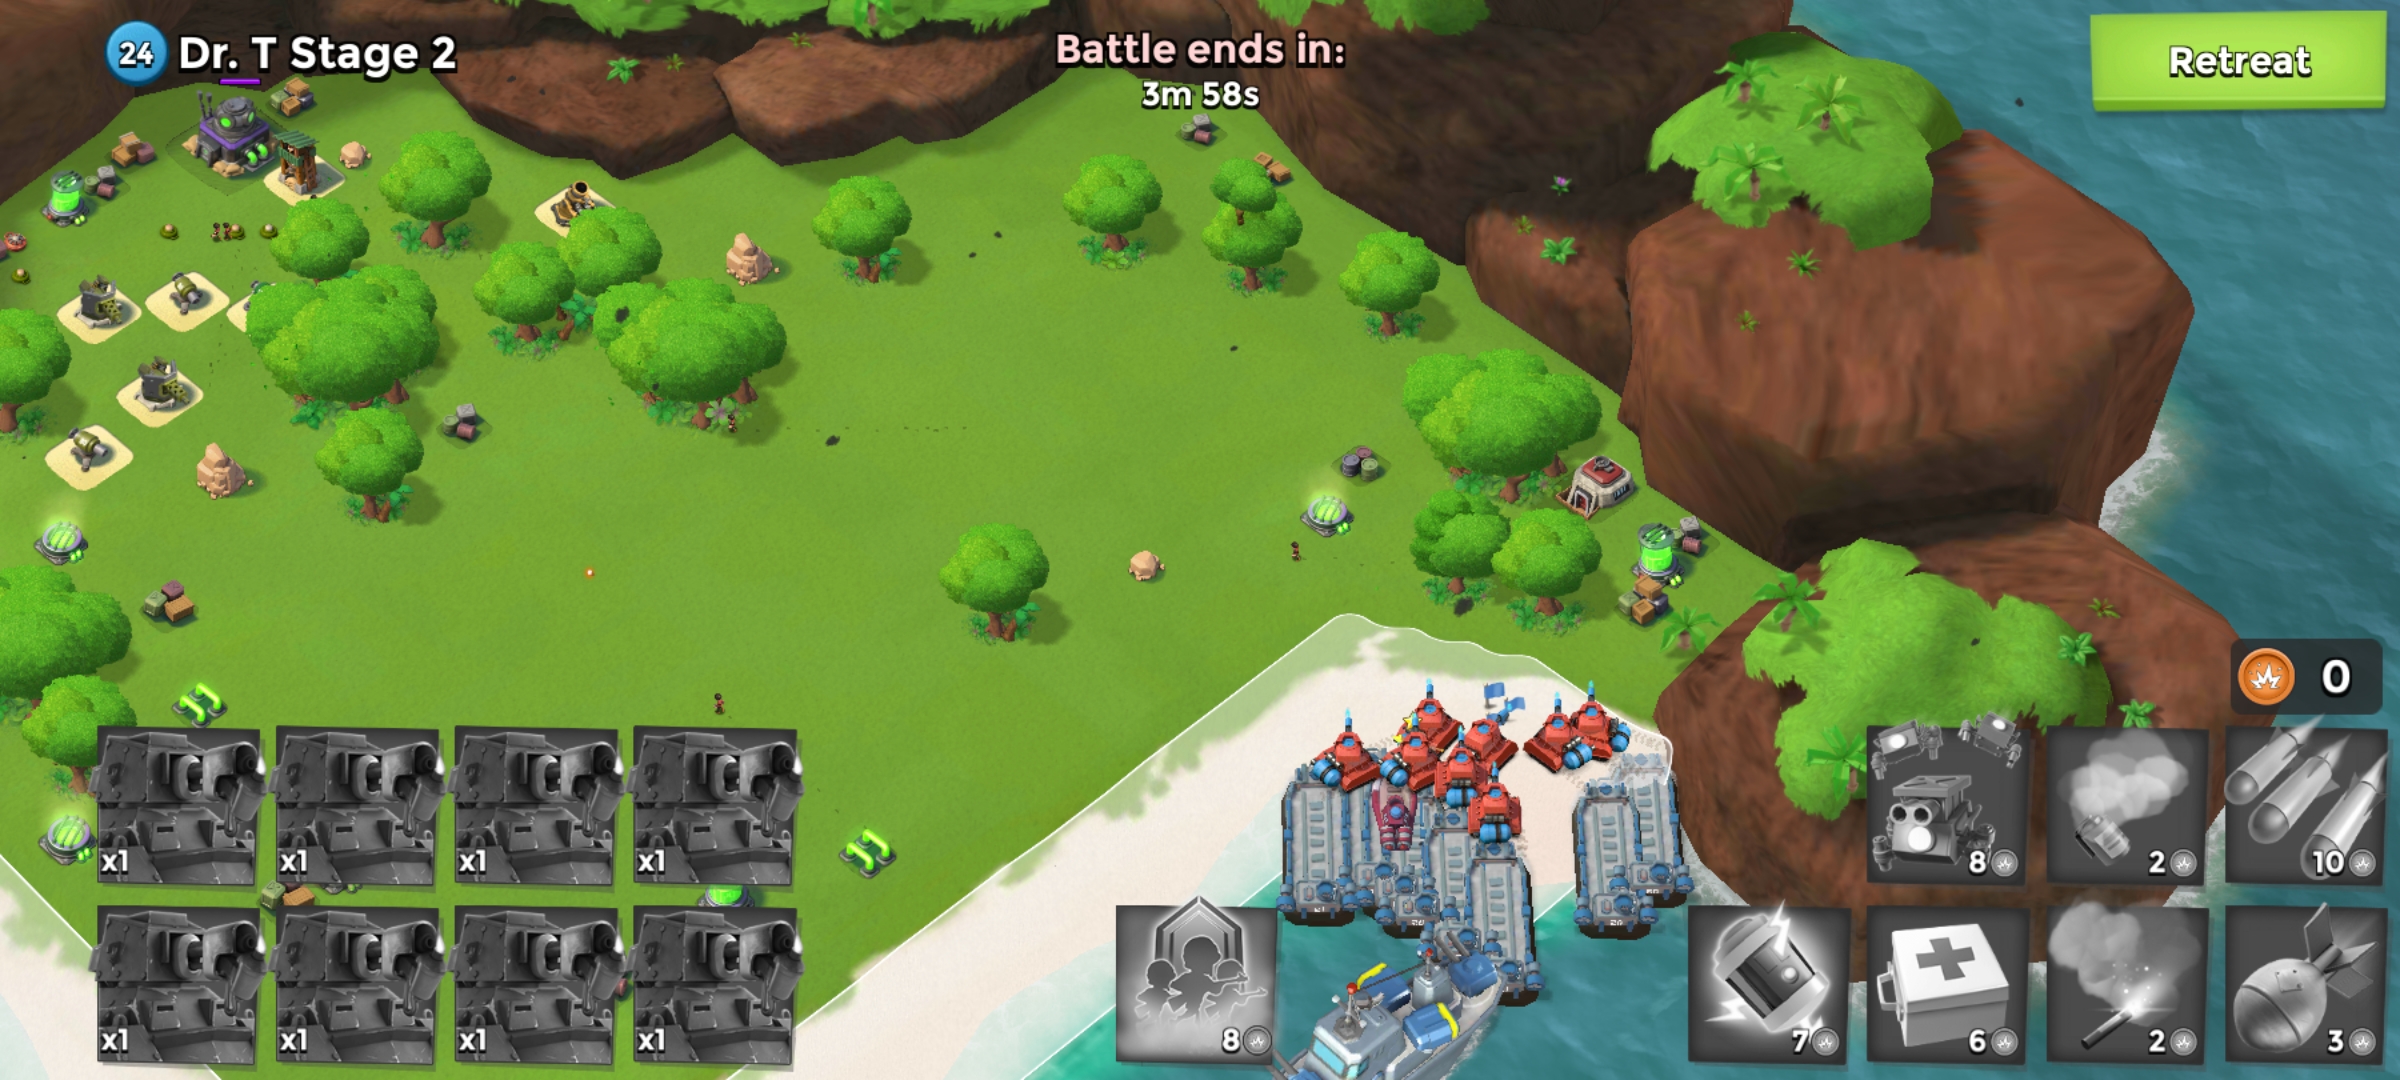 24 Dr. T Stage 2
Battle ends in:
3m 58s
Retreat
0
x1 x1 x1 x1
8 2 10
x1 x1 x1 x1
8 7 6 2 3